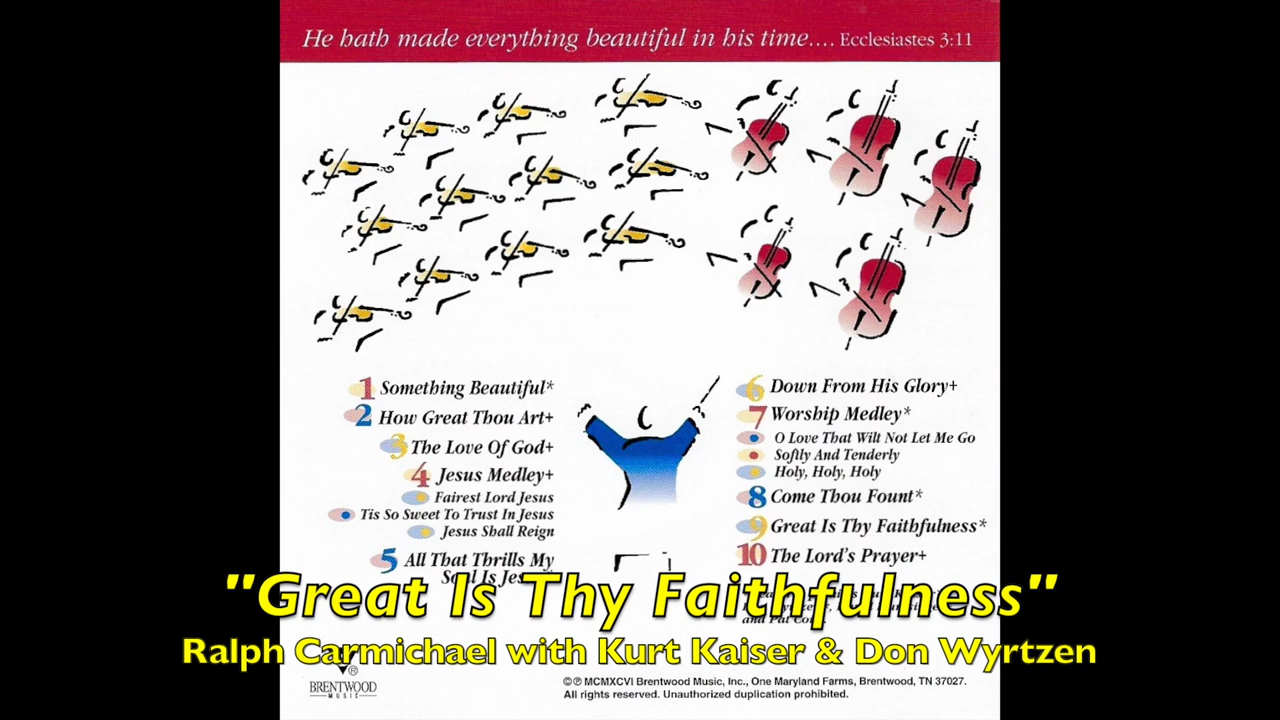 He hath made everything beautiful in his time.... Ecclesiastes 3:11
1 Something Beautiful*
2 How Great Thou Art+
3 The Love Of God+
4 Jesus Medley+
Fairest Lord Jesus
Tis So Sweet To Trust In Jesus
Jesus Shall Reign
5 All That Thrills My
Soul Is
6 Down From His Glory+
7 Worship Medley*
O Love That Wilt Not Let Me Go
Softly And Tenderly
Holy, Holy, Holy
8 Come Thou Fount*
9 Great Is Thy Faithfulness*
10 The Lord's Prayer+
and Pat
"Great Is Thy Faithfulness"
Ralph Carmichael with Kurt Kaiser & Don Wyrtzen
®
BRENTWOOD
MUSIC
©℗ MCMXCVI Brentwood Music, Inc., One Maryland Farms, Brentwood, TN 37027.
All rights reserved. Unauthorized duplication prohibited.